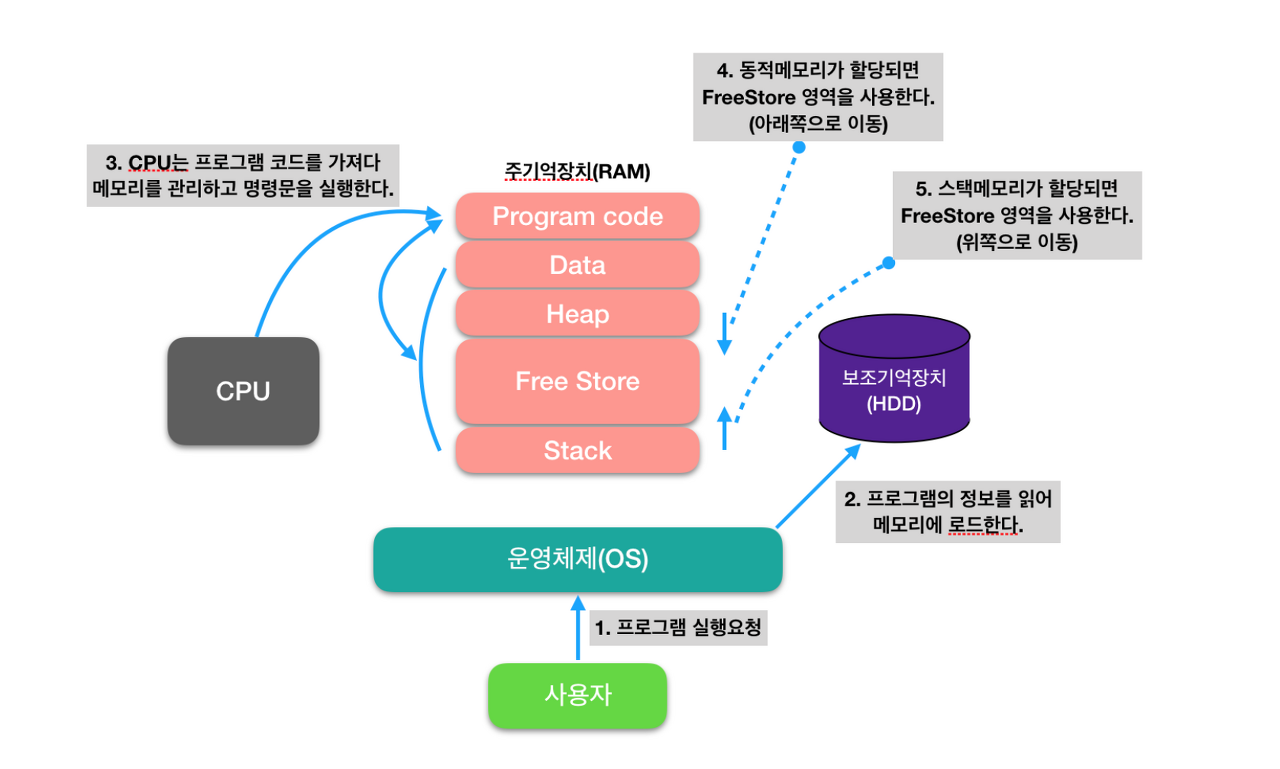 4. 동적메모리가 할당되면
FreeStore 영역을 사용한다.
(아래쪽으로 이동)
3. CPU는 프로그램 코드를 가져다
메모리를 관리하고 명령문을 실행한다.
주기억장치(RAM)
5. 스택메모리가 할당되면
FreeStore 영역을 사용한다.
(위쪽으로 이동)
Program code
Data
Heap
Free Store
Stack
CPU
보조기억장치
(HDD)
2. 프로그램의 정보를 읽어
메모리에 로드한다.
운영체제(OS)
1. 프로그램 실행요청
사용자